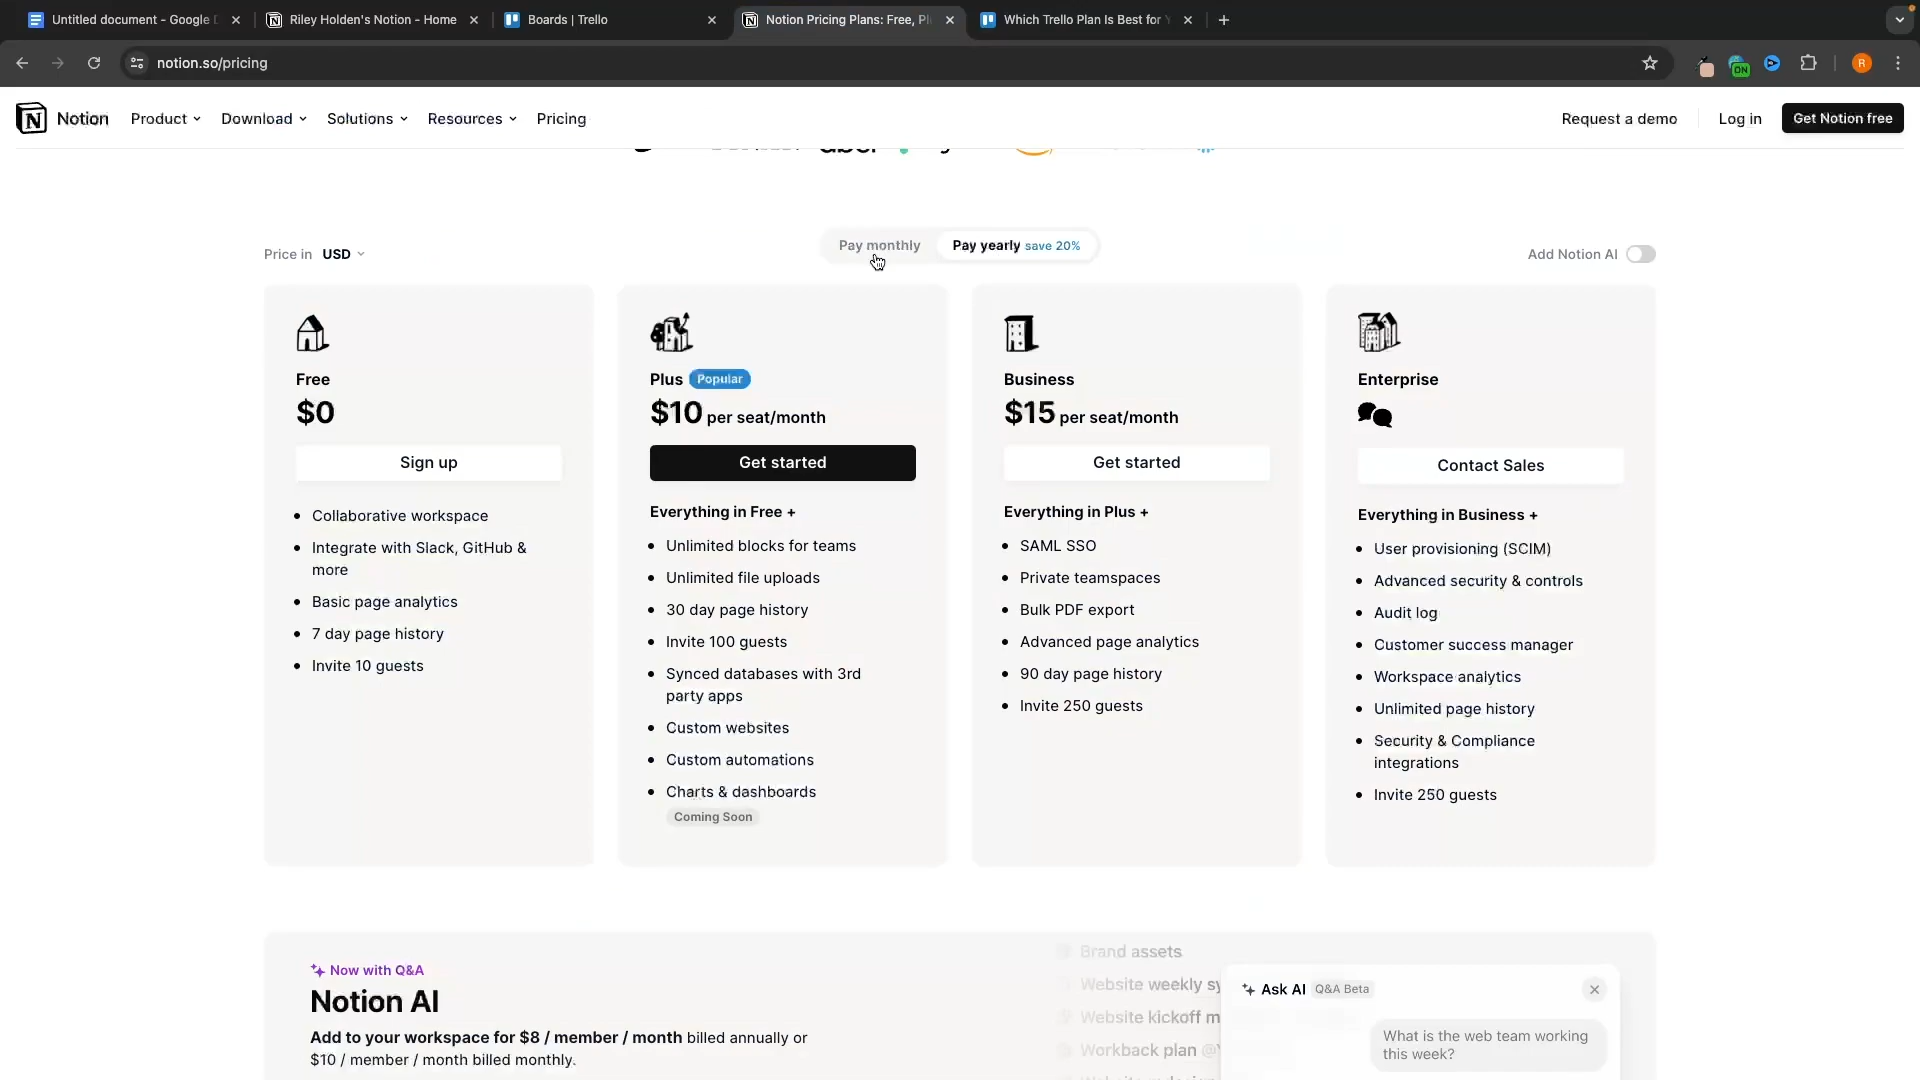 Untitled document - Google D
Riley Holden's Notion - Home
Boards | Trello
Notion Pricing Plans: Free, Pl
Which Trello Plan Is Best for Y
notion.so/pricing
ON
R
Notion
Product
Download
Solutions
Resources
Pricing
Request a demo
Log in
Get Notion free
Price in USD
Pay monthly
Pay yearly save 20%
Add Notion AI
Free
$0
Sign up
Collaborative workspace
Integrate with Slack, GitHub &
more
Basic page analytics
7 day page history
Invite 10 guests
Plus Popular
$10 per seat/month
Get started
Everything in Free +
Unlimited blocks for teams
Unlimited file uploads
30 day page history
Invite 100 guests
Synced databases with 3rd
party apps
Custom websites
Custom automations
Charts & dashboards
Coming Soon
Business
$15 per seat/month
Get started
Everything in Plus +
SAML SSO
Private teamspaces
Bulk PDF export
Advanced page analytics
90 day page history
Invite 250 guests
Enterprise
Contact Sales
Everything in Business +
User provisioning (SCIM)
Advanced security & controls
Audit log
Customer success manager
Workspace analytics
Unlimited page history
Security & Compliance
integrations
Invite 250 guests
Now with Q&A
Notion AI
Add to your workspace for $8 / member / month billed annually or
$10 / member / month billed monthly.
Brand assets
Website weekly sy
Website kickoff m
Workback plan @
Ask AI Q&A Beta
What is the web team working
this week?